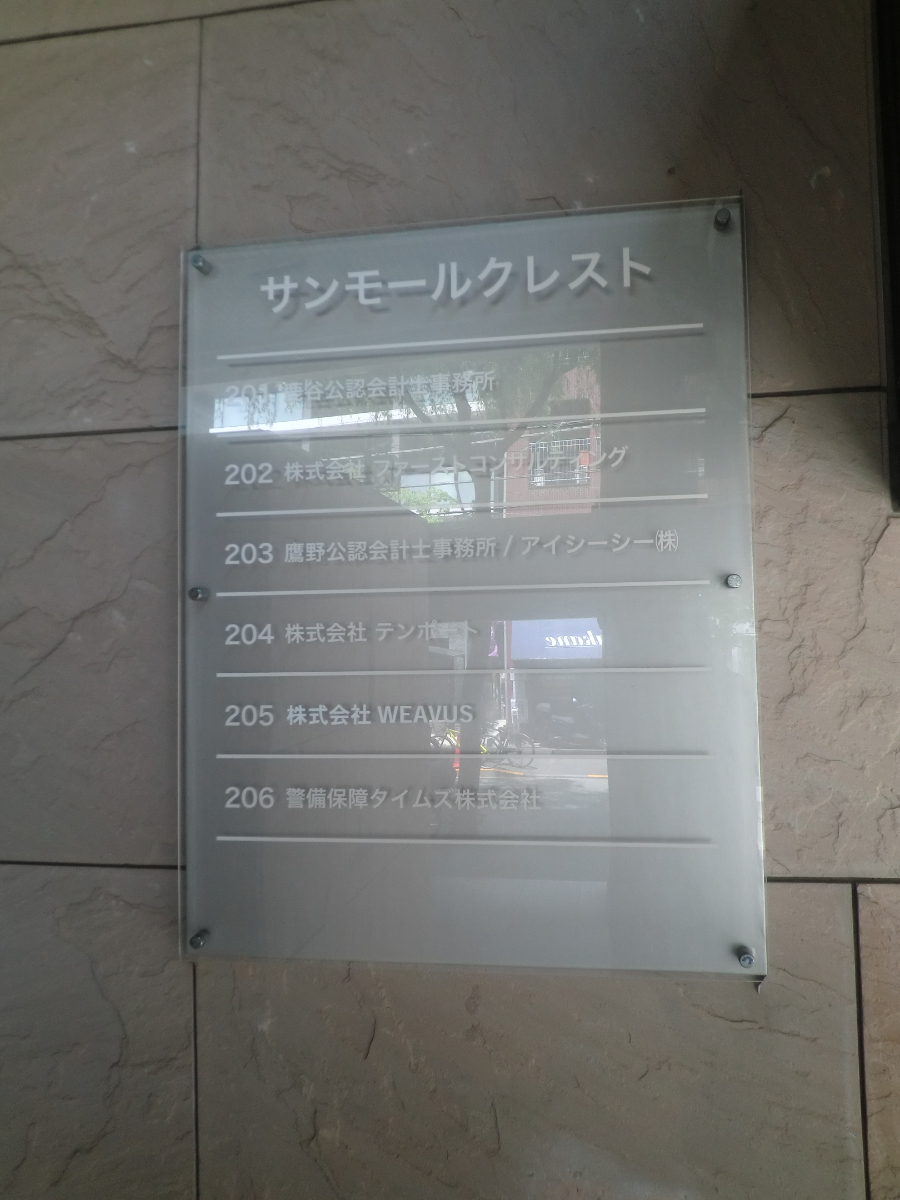 サンモールクレスト
201 公認会計士事務所
202 株式会社 ファーストコンサルティング
203 鷹野公認会計士事務所 / アイシーシー㈱
204 株式会社 テンポート
205 株式会社 WEAVUS
206 警備保障タイムズ株式会社